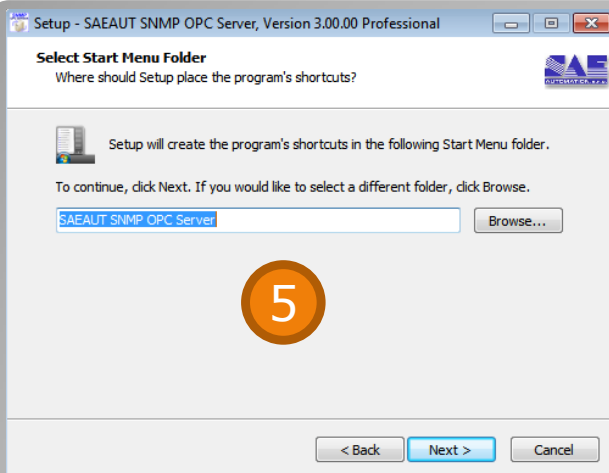 Setup - SAEAUT SNMP OPC Server, Version 3.00.00 Professional
Select Start Menu Folder
Where should Setup place the program's shortcuts?
SAE
AUTOMATION, s.r.o.
Setup will create the program's shortcuts in the following Start Menu folder.
To continue, click Next. If you would like to select a different folder, click Browse.
SAEAUT SNMP OPC Server
Browse...
5
< Back
Next >
Cancel